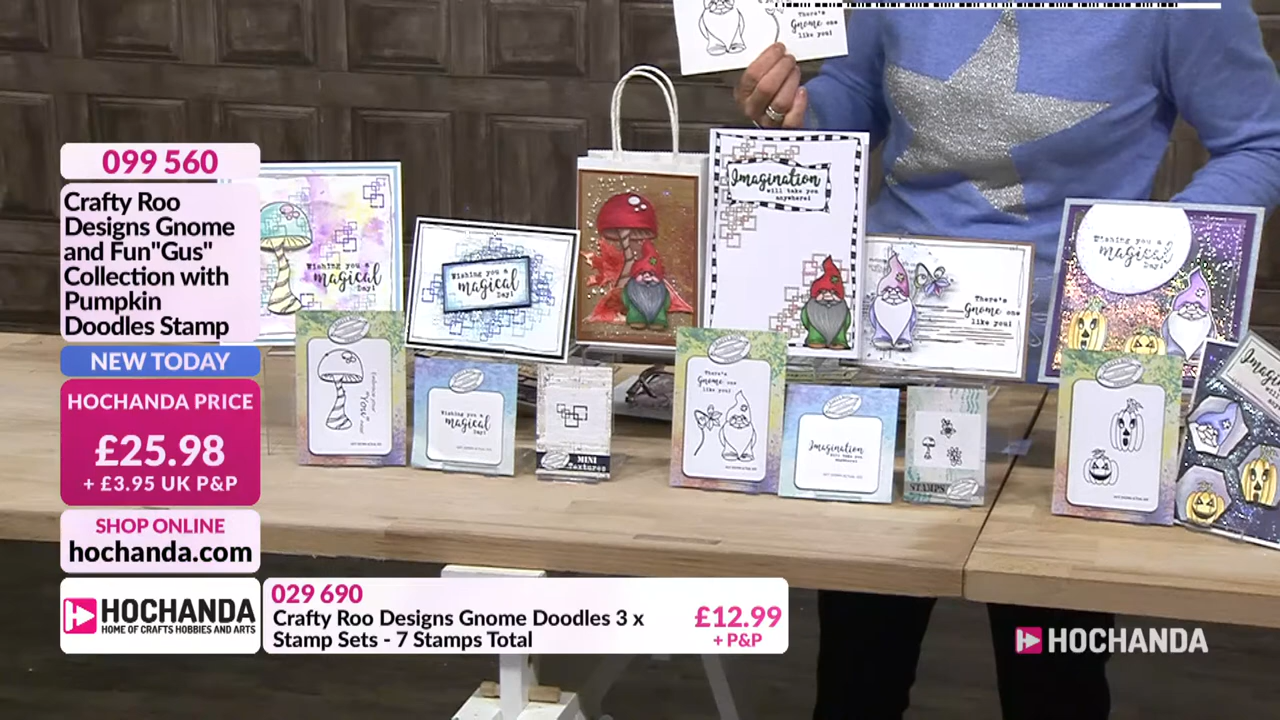 There's
Gnome one
like you!
099 560
Crafty Roo
Designs Gnome
and Fun"Gus"
Collection with
Pumpkin
Doodles Stamp
NEW TODAY
HOCHANDA PRICE
£25.98
+ £3.95 UK P&P
SHOP ONLINE
hochanda.com
HOCHANDA
HOME OF CRAFTS HOBBIES AND ARTS
029 690
Crafty Roo Designs Gnome Doodles 3 x
Stamp Sets - 7 Stamps Total
£12.99
+ P&P
HOCHANDA
Wishing you a
magical
Day!
Wishing you a
magical
Day!
Imagination
will take you
anywhere!
There's
Gnome one
like you!
Wishing you a
magical
Day!
Wishing you a
magical
Day!
MINI
Textures
There's
Gnome one
like you!
Imagination
will take you
anywhere!
STAMPS